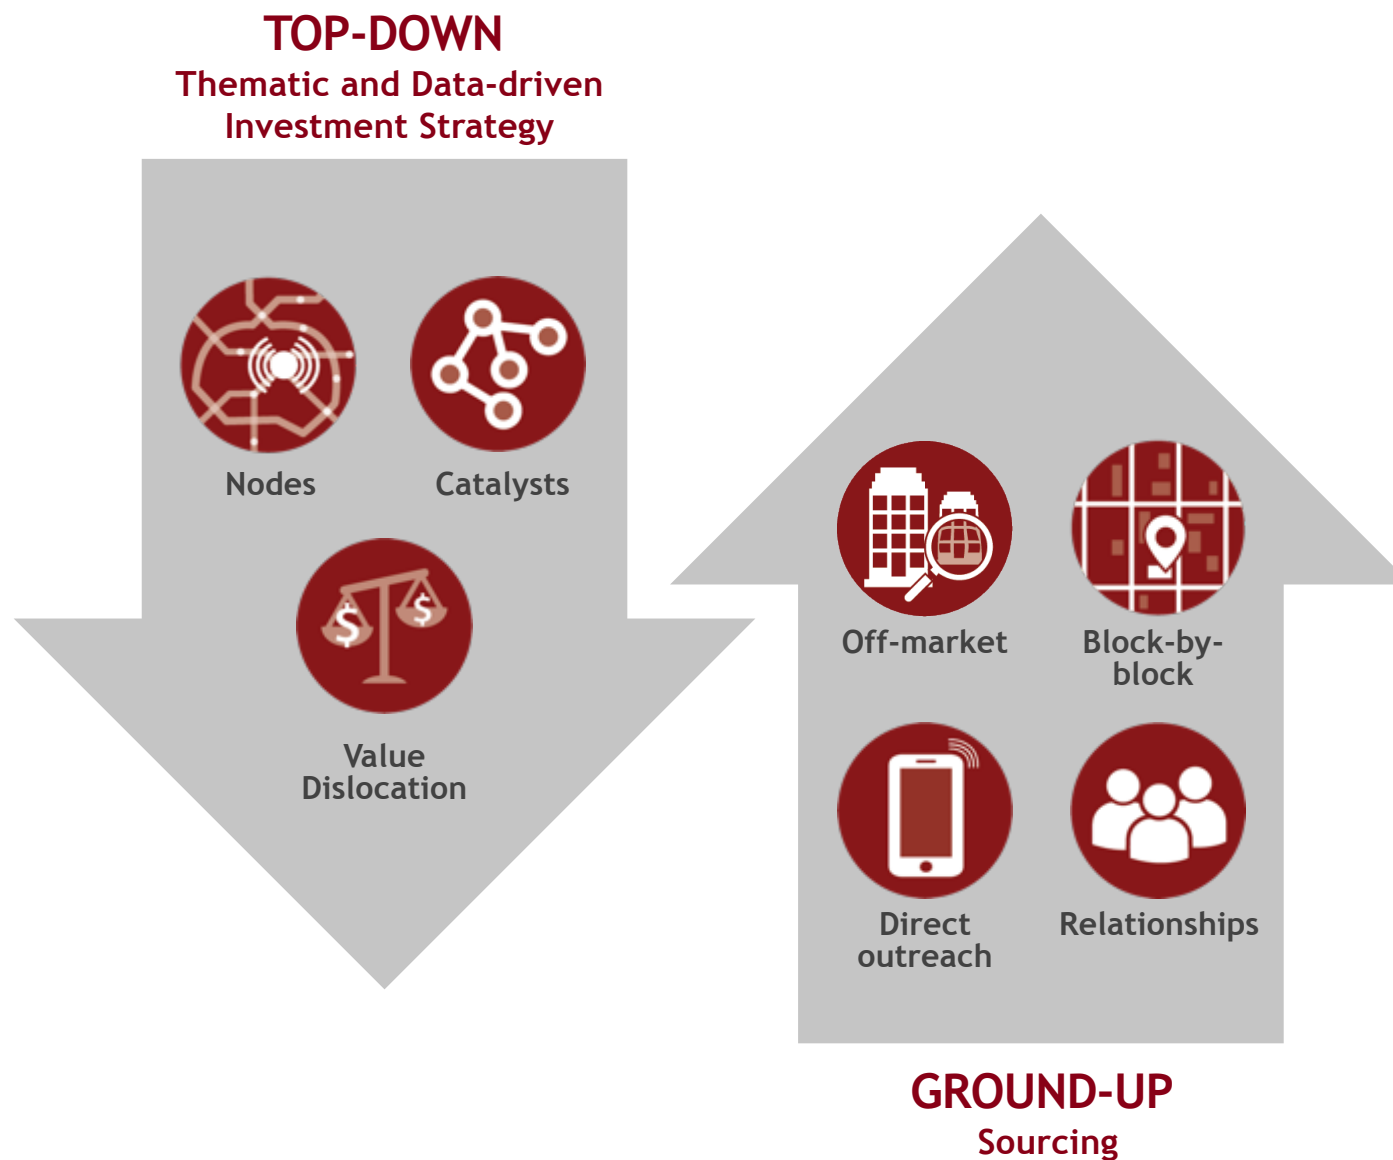 TOP-DOWN
Thematic and Data-driven
Investment Strategy
Nodes
Catalysts
$
$
Value
Dislocation
Off-market
Block-by-
block
Direct
outreach
Relationships
GROUND-UP
Sourcing